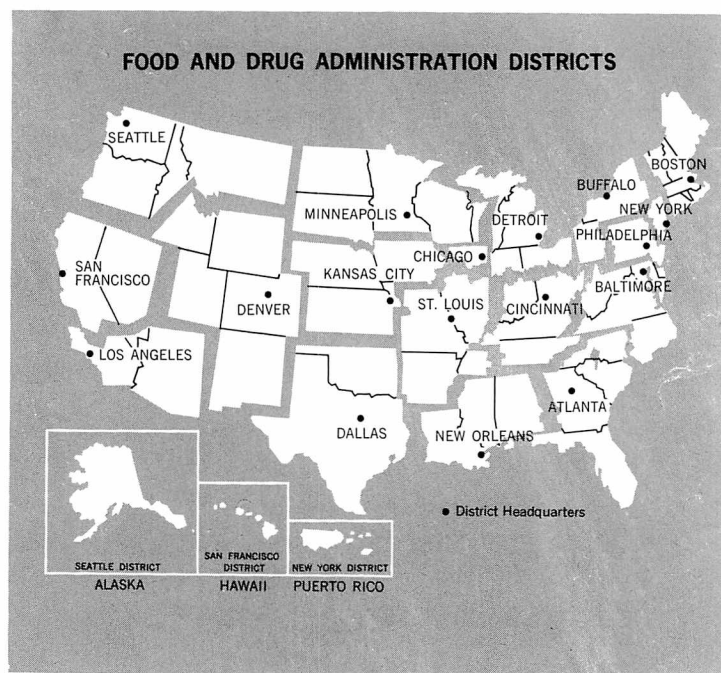 FOOD AND DRUG ADMINISTRATION DISTRICTS
SEATTLE
BOSTON
BUFFALO
NEW YORK
MINNEAPOLIS
DETROIT
PHILADELPHIA
CHICAGO
SAN
FRANCISCO
KANSAS CITY
BALTIMORE
DENVER
ST. LOUIS
CINCINNATI
LOS ANGELES
ATLANTA
DALLAS
NEW ORLEANS
District Headquarters
SEATTLE DISTRICT
ALASKA
SAN FRANCISCO
DISTRICT
HAWAII
NEW YORK DISTRICT
PUERTO RICO